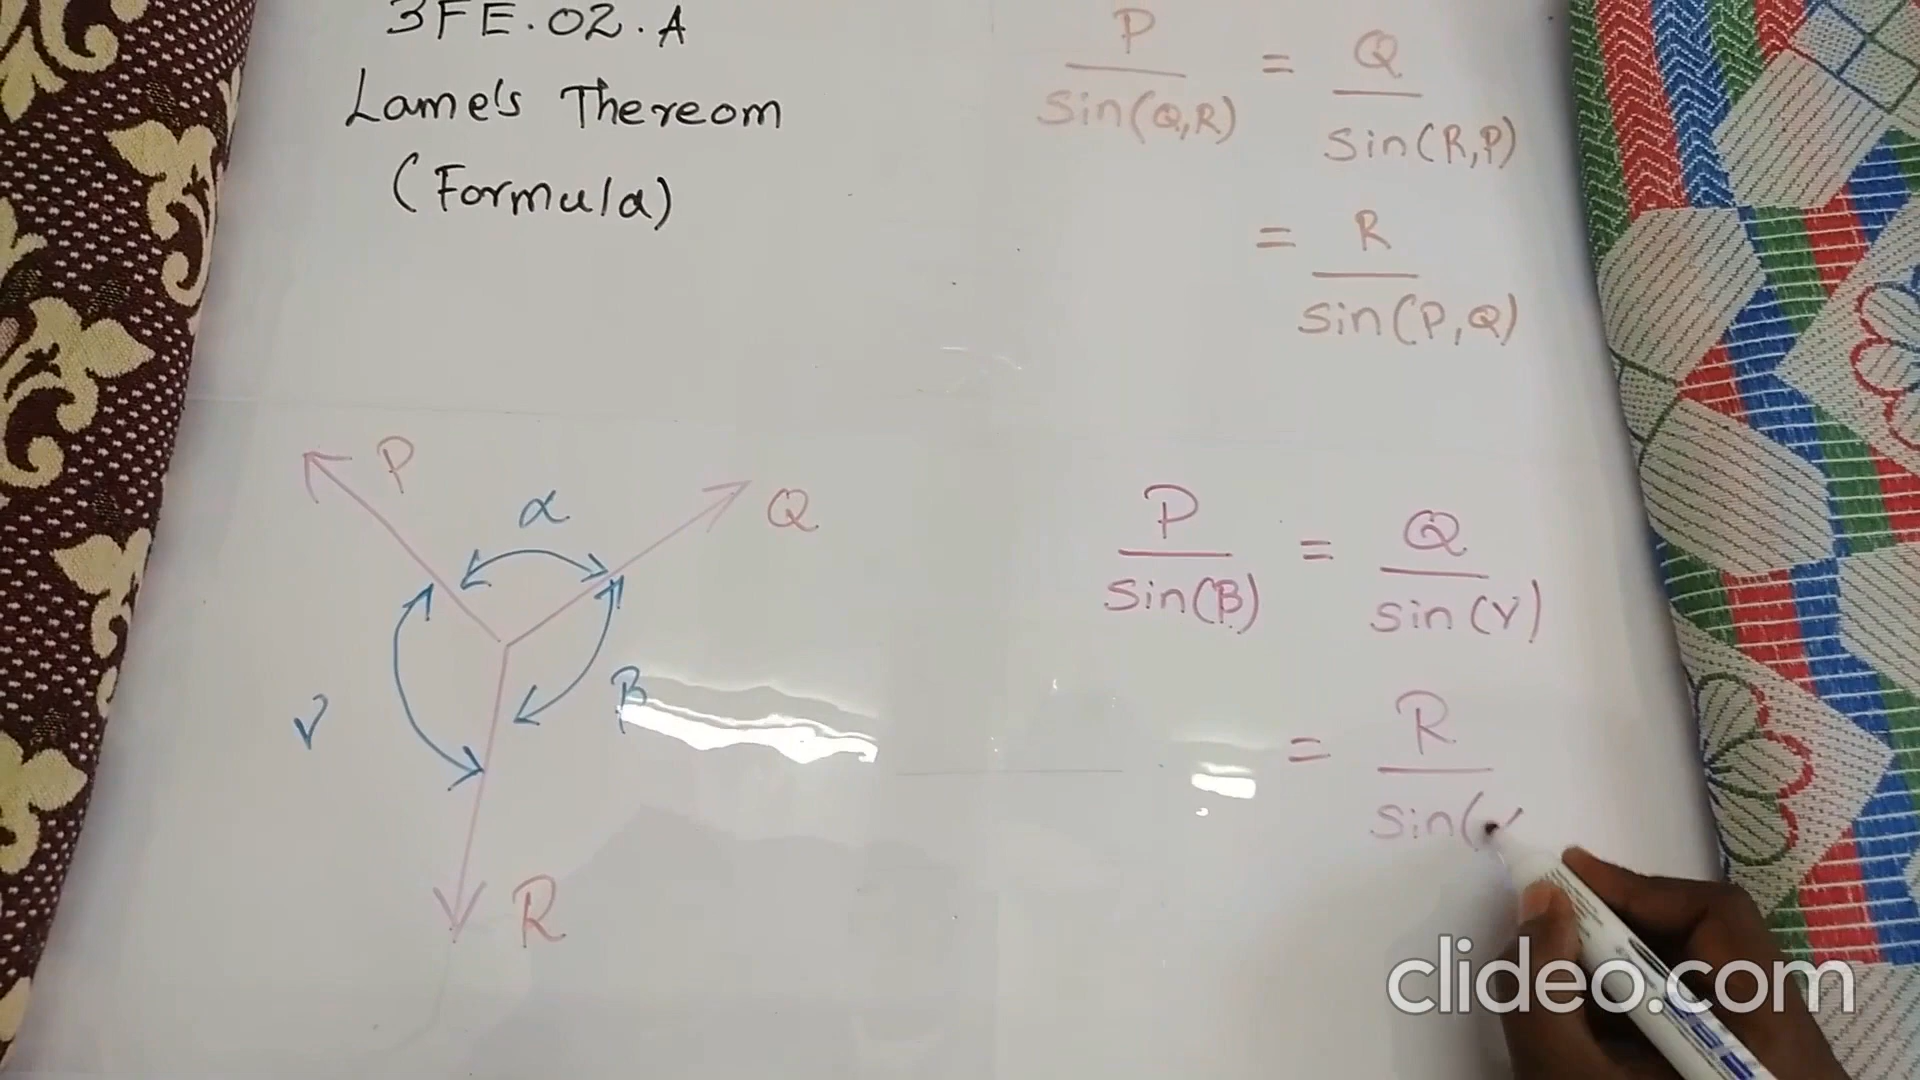 3FE.02.A
Lame's Thereom
(Formula)
P/sin(Q,R) = Q/sin(R,P)
= R/sin(P,Q)
P
α
Q
γ
β
R
P/sin(β) = Q/sin(γ)
= R/sin(α
clideo.com